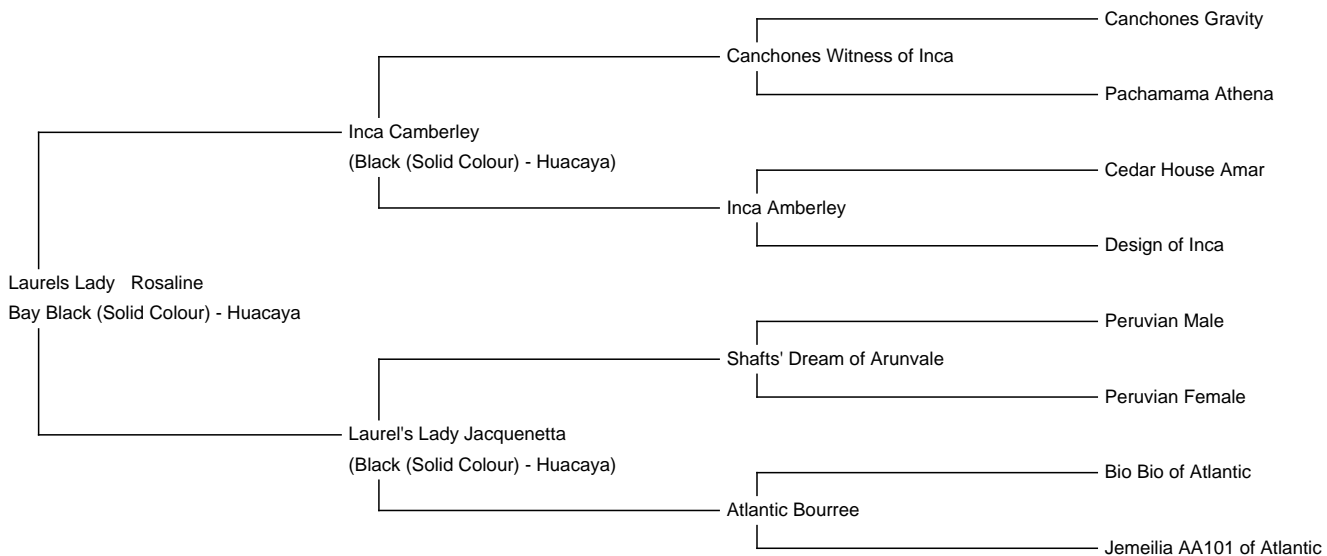 Canchones Gravity
Canchones Witness of Inca
Pachamama Athena
Inca Camberley
(Black (Solid Colour) - Huacaya)
Cedar House Amar
Inca Amberley
Design of Inca
Laurels Lady   Rosaline
Bay Black (Solid Colour) - Huacaya
Peruvian Male
Shafts' Dream of Arunvale
Peruvian Female
Laurel's Lady Jacquenetta
(Black (Solid Colour) - Huacaya)
Bio Bio of Atlantic
Atlantic Bourree
Jemeilia AA101 of Atlantic